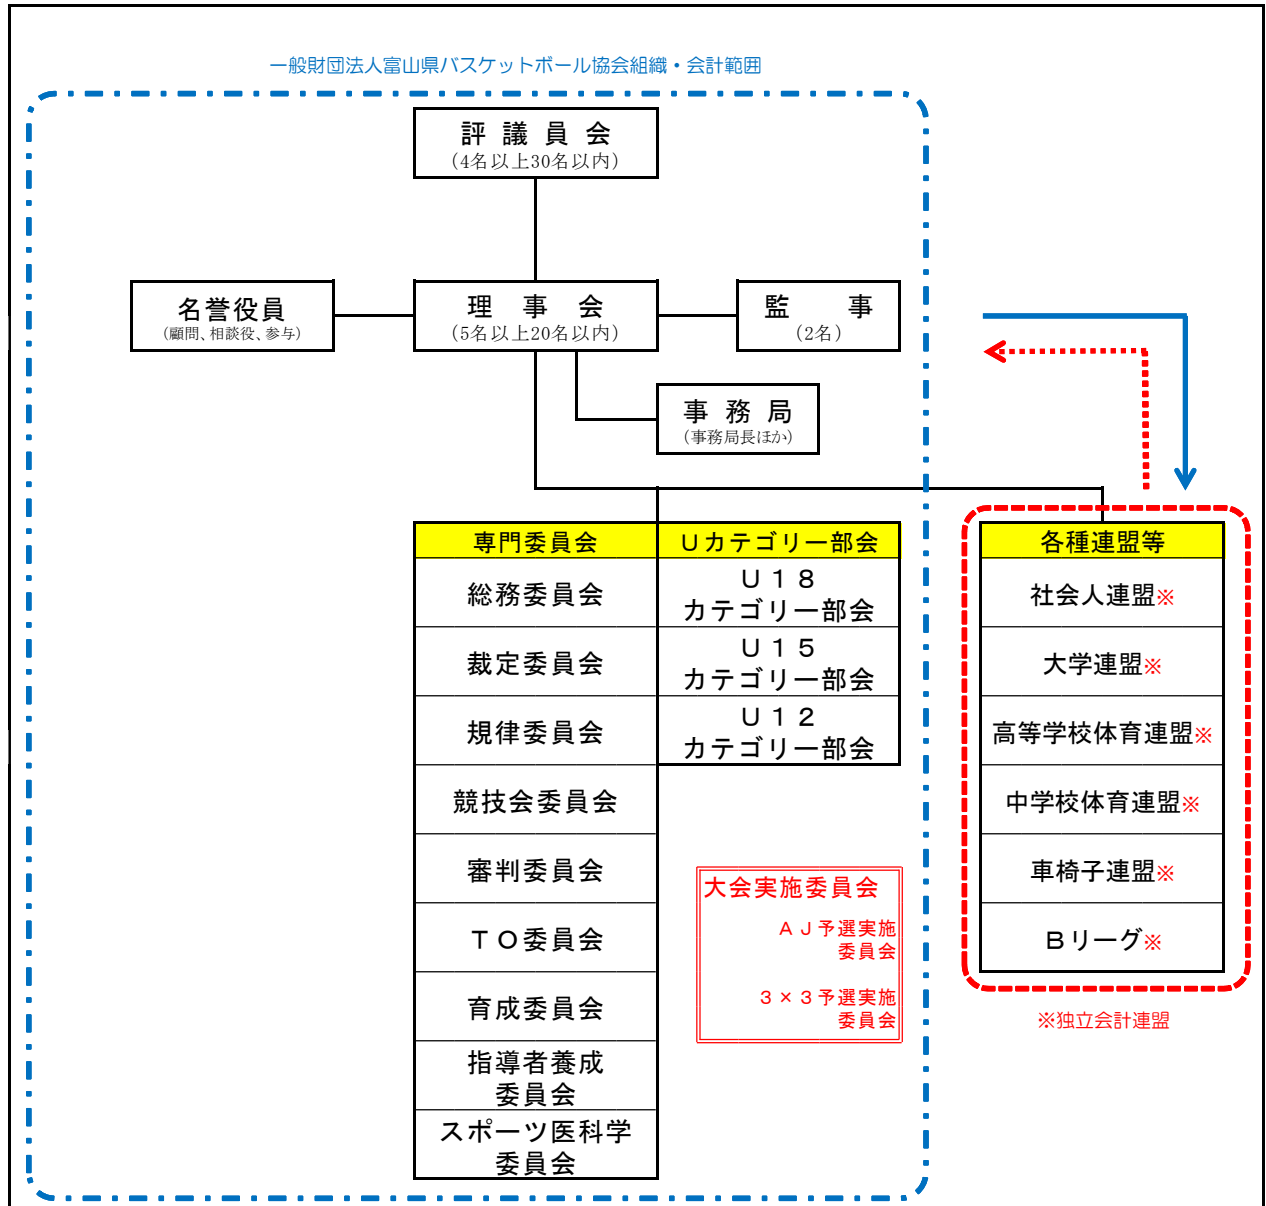 一般財団法人富山県バスケットボール協会組織・会計範囲
評 議 員 会
(4名以上30名以内)
名誉役員
(顧問、相談役、参与)
理 事 会
(5名以上20名以内)
監 事
(2名)
事 務 局
(事務局長ほか)
専門委員会
総務委員会
裁定委員会
規律委員会
競技会委員会
審判委員会
ＴＯ委員会
育成委員会
指導者養成
委員会
スポーツ医科学
委員会
Ｕカテゴリー部会
Ｕ１８
カテゴリー部会
Ｕ１５
カテゴリー部会
Ｕ１２
カテゴリー部会
大会実施委員会
ＡＪ予選実施
委員会
３×３予選実施
委員会
各種連盟等
社会人連盟※
大学連盟※
高等学校体育連盟※
中学校体育連盟※
車椅子連盟※
Ｂリーグ※
※独立会計連盟